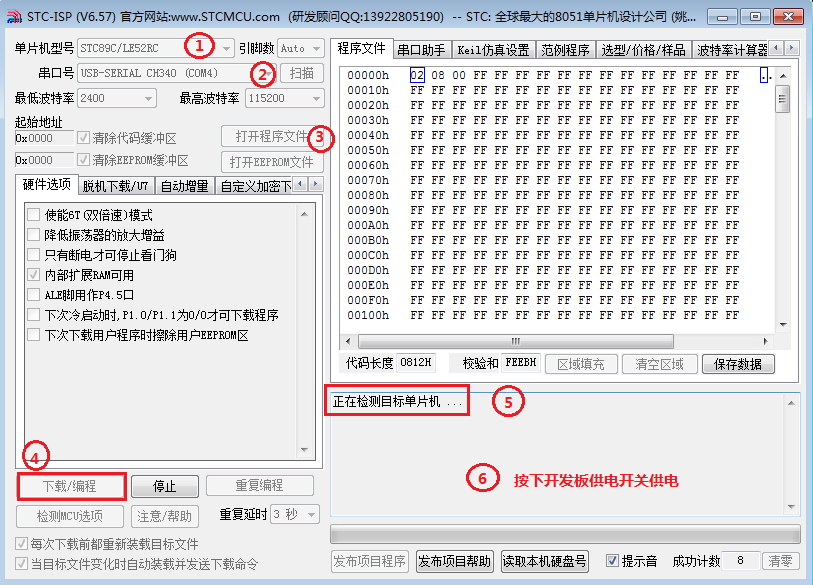 STC-ISP (V6.57) 官方网站:www.STCMCU.com (研发顾问QQ:13922805190) -- STC: 全球最大的8051单片机设计公司 (姚...
单片机型号 STC89C/LE52RC ① 引脚数 Auto
串口号 USB-SERIAL CH340 (COM4) ② 扫描
最低波特率 2400 最高波特率 115200
起始地址
0x0000 清除代码缓冲区 打开程序文件 ③
0x0000 清除EEPROM缓冲区 打开EEPROM文件
硬件选项 脱机下载/U7 自动增量 自定义加密下
使能6T(双倍速)模式
降低振荡器的放大增益
只有断电才可停止看门狗
内部扩展RAM可用
ALE脚用作P4.5口
下次冷启动时,P1.0/P1.1为0/0才可下载程序
下次下载用户程序时擦除用户EEPROM区
④
下载/编程 停止 重复编程
检测MCU选项 注意/帮助 重复延时 3 秒
每次下载前都重新装载目标文件
当目标文件变化时自动装载并发送下载命令
程序文件 串口助手 Keil仿真设置 范例程序 选型/价格/样品 波特率计算器
00000h 02 08 00 FF FF FF FF FF FF FF FF FF FF FF FF FF ..
00010h FF FF FF FF FF FF FF FF FF FF FF FF FF FF FF FF
00020h FF FF FF FF FF FF FF FF FF FF FF FF FF FF FF FF
00030h FF FF FF FF FF FF FF FF FF FF FF FF FF FF FF FF
00040h FF FF FF FF FF FF FF FF FF FF FF FF FF FF FF FF
00050h FF FF FF FF FF FF FF FF FF FF FF FF FF FF FF FF
00060h FF FF FF FF FF FF FF FF FF FF FF FF FF FF FF FF
00070h FF FF FF FF FF FF FF FF FF FF FF FF FF FF FF FF
00080h FF FF FF FF FF FF FF FF FF FF FF FF FF FF FF FF
00090h FF FF FF FF FF FF FF FF FF FF FF FF FF FF FF FF
000A0h FF FF FF FF FF FF FF FF FF FF FF FF FF FF FF FF
000B0h FF FF FF FF FF FF FF FF FF FF FF FF FF FF FF FF
000C0h FF FF FF FF FF FF FF FF FF FF FF FF FF FF FF FF
000D0h FF FF FF FF FF FF FF FF FF FF FF FF FF FF FF FF
000E0h FF FF FF FF FF FF FF FF FF FF FF FF FF FF FF FF
000F0h FF FF FF FF FF FF FF FF FF FF FF FF FF FF FF FF
00100h FF FF FF FF FF FF FF FF FF FF FF FF FF FF FF FF
代码长度 0812H 校验和 FEEBH 区域填充 清空区域 保存数据
正在检测目标单片机 ... ⑤
⑥ 按下开发板供电开关供电
发布项目程序 发布项目帮助 读取本机硬盘号 提示音 成功计数 8 清零